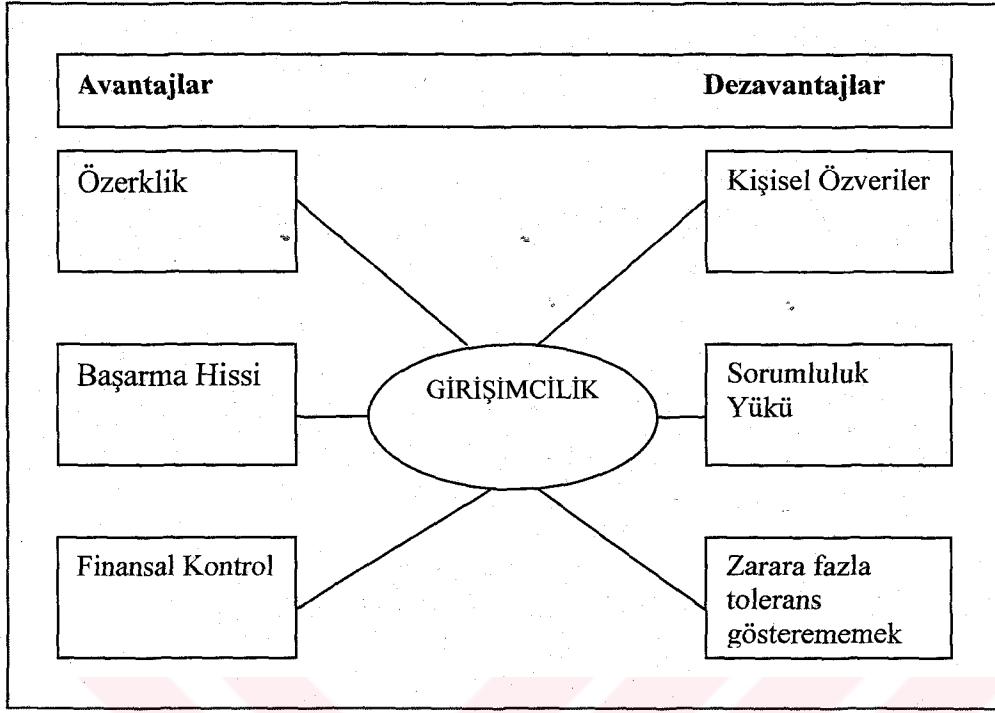 Avantajlar
Dezavantajlar
Özerklik
Kişisel Özveriler
Başarma Hissi
GİRİŞİMCİLİK
Sorumluluk
Yükü
Finansal Kontrol
Zarara fazla
tolerans
gösterememek